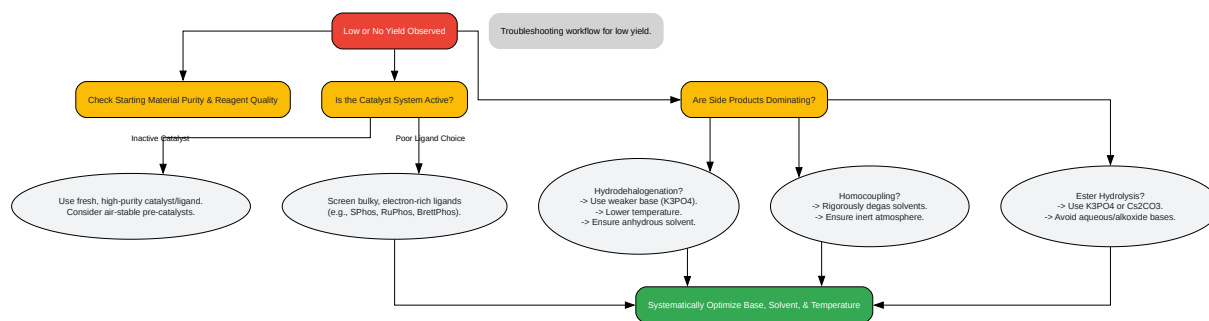 Low or No Yield Observed
Troubleshooting workflow for low yield.
Check Starting Material Purity & Reagent Quality
Is the Catalyst System Active?
Are Side Products Dominating?
Inactive Catalyst
Poor Ligand Choice
Use fresh, high-purity catalyst/ligand.
Consider air-stable pre-catalysts.
Screen bulky, electron-rich ligands
(e.g., SPhos, RuPhos, BrettPhos).
Hydrodehalogenation?
-> Use weaker base (K3PO4).
-> Lower temperature.
-> Ensure anhydrous solvent.
Homocoupling?
-> Rigorously degas solvents.
-> Ensure inert atmosphere.
Ester Hydrolysis?
-> Use K3PO4 or Cs2CO3.
-> Avoid aqueous/alkoxide bases.
Systematically Optimize Base, Solvent, & Temperature